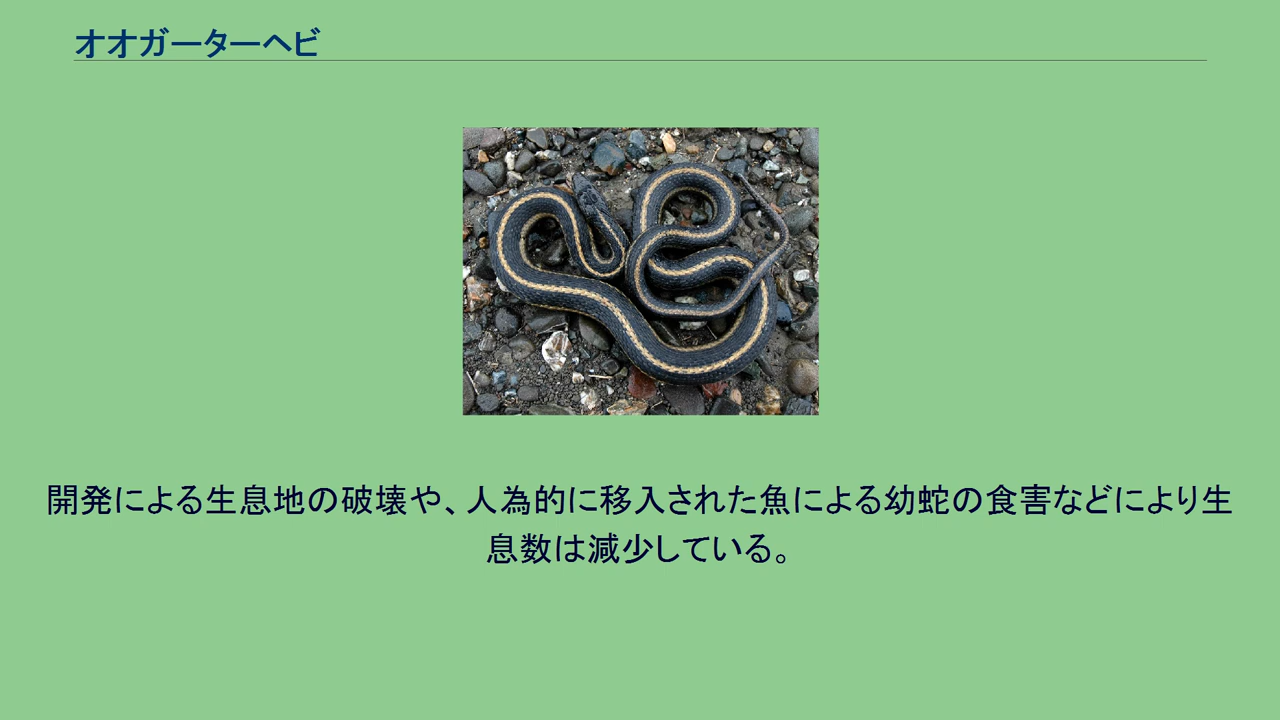 オオガーターヘビ
開発による生息地の破壊や、人為的に移入された魚による幼蛇の食害などにより生
息数は減少している。